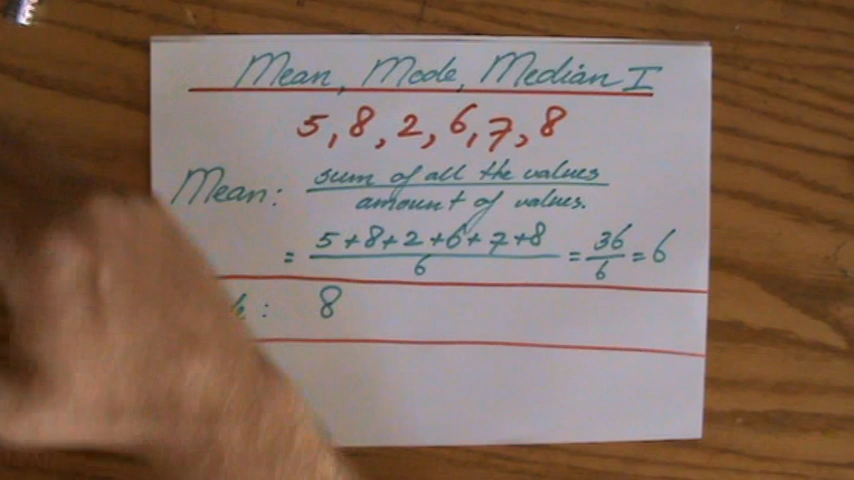 Mean, Mode, Median I
5, 8, 2, 6, 7, 8
Mean: sum of all the values
amount of values.
= 5+8+2+6+7+8 = 36 = 6
6 6
: 8